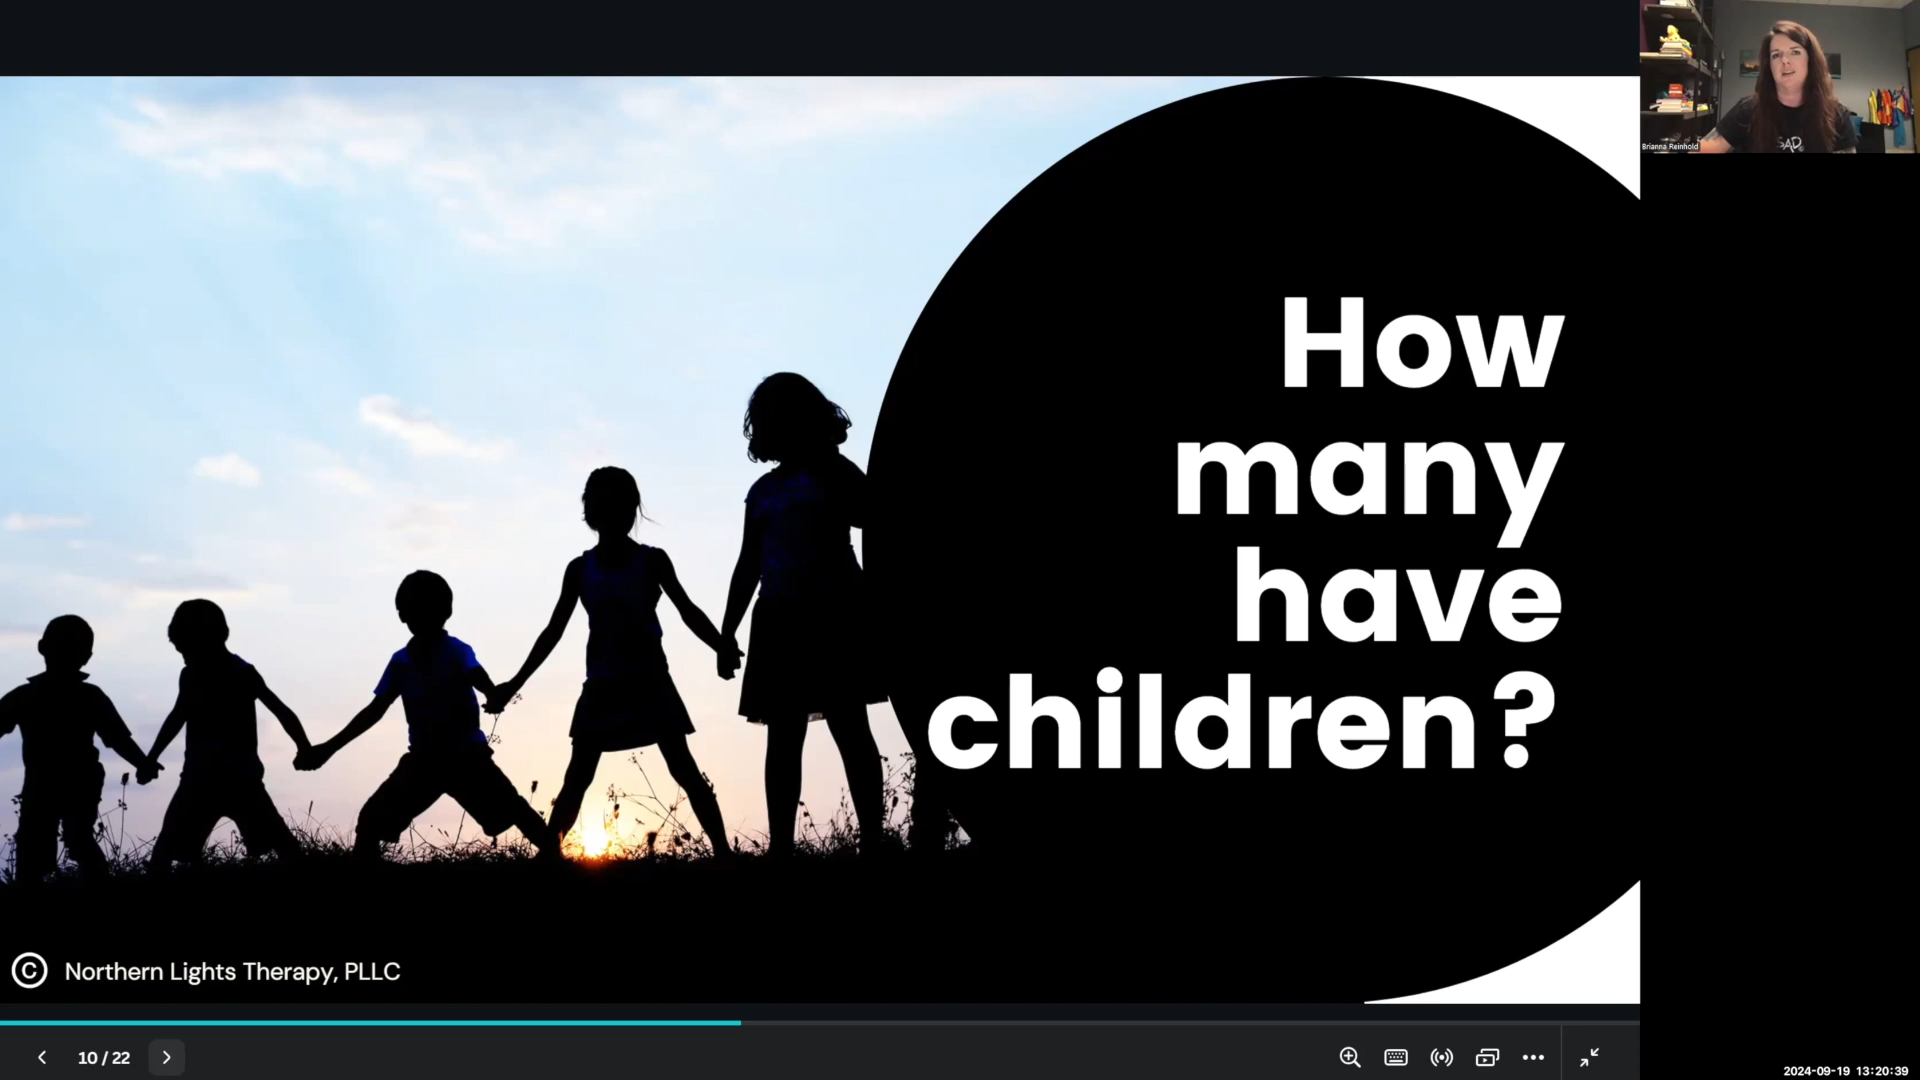 Brianna Reinhold
How
many
have
children?
© Northern Lights Therapy, PLLC
10 / 22
2024-09-19 13:20:39